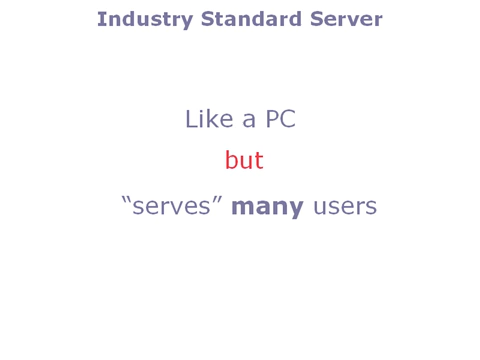 Industry Standard Server
Like a PC
but
“serves” many users